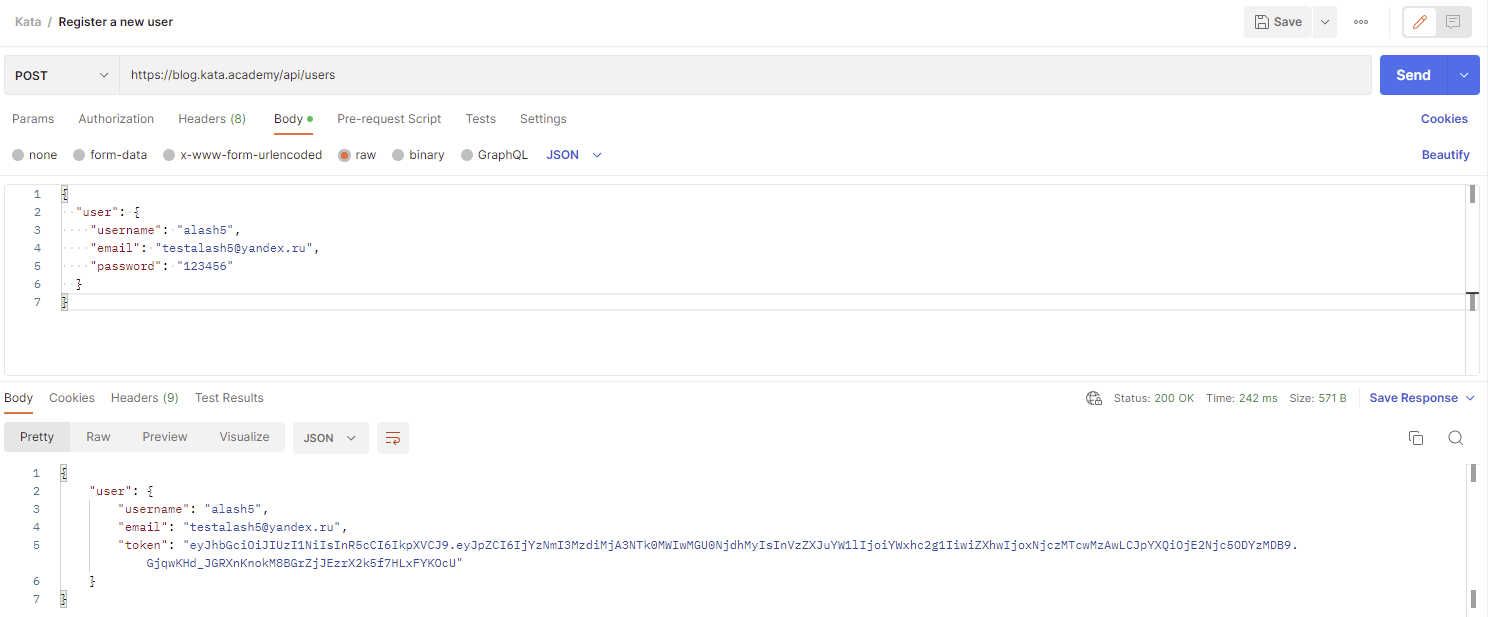 Kata / Register a new user
Save
POST
https://blog.kata.academy/api/users
Send
Params Authorization Headers (8) Body Pre-request Script Tests Settings Cookies
none form-data x-www-form-urlencoded raw binary GraphQL JSON Beautify
1 {
2 "user": {
3 "username": "alash5",
4 "email": "testalash5@yandex.ru",
5 "password": "123456"
6 }
7 }
Body Cookies Headers (9) Test Results Status: 200 OK Time: 242 ms Size: 571 B Save Response
Pretty Raw Preview Visualize JSON
1 {
2 "user": {
3 "username": "alash5",
4 "email": "testalash5@yandex.ru",
5 "token": "eyJhbGciOiJIUzI1NiIsInR5cCI6IkpXVCJ9.eyJpZCI6IjYzNmI3MzdiMjA3NTk0MWIwMGU0NjdhMyIsInVzZXJuYW1lIjoiYWxhc2g1IiwiZXhwIjoxNjczMTcwMzAwLCJpYXQiOjE2Njc5ODYzMDB9.
GjqwKHd_JGRXnKnokM8BGrZjJEzrX2k5f7HLxFYKOcU"
6 }
7 }